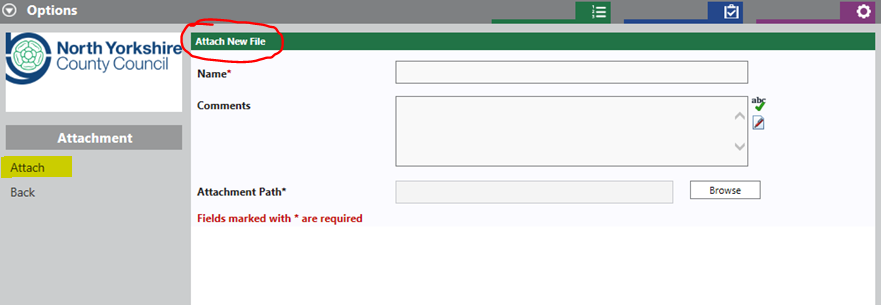 Options
North Yorkshire
County Council
Attachment
Attach
Back
Attach New File
Name*
Comments
abc
Attachment Path*
Browse
Fields marked with * are required